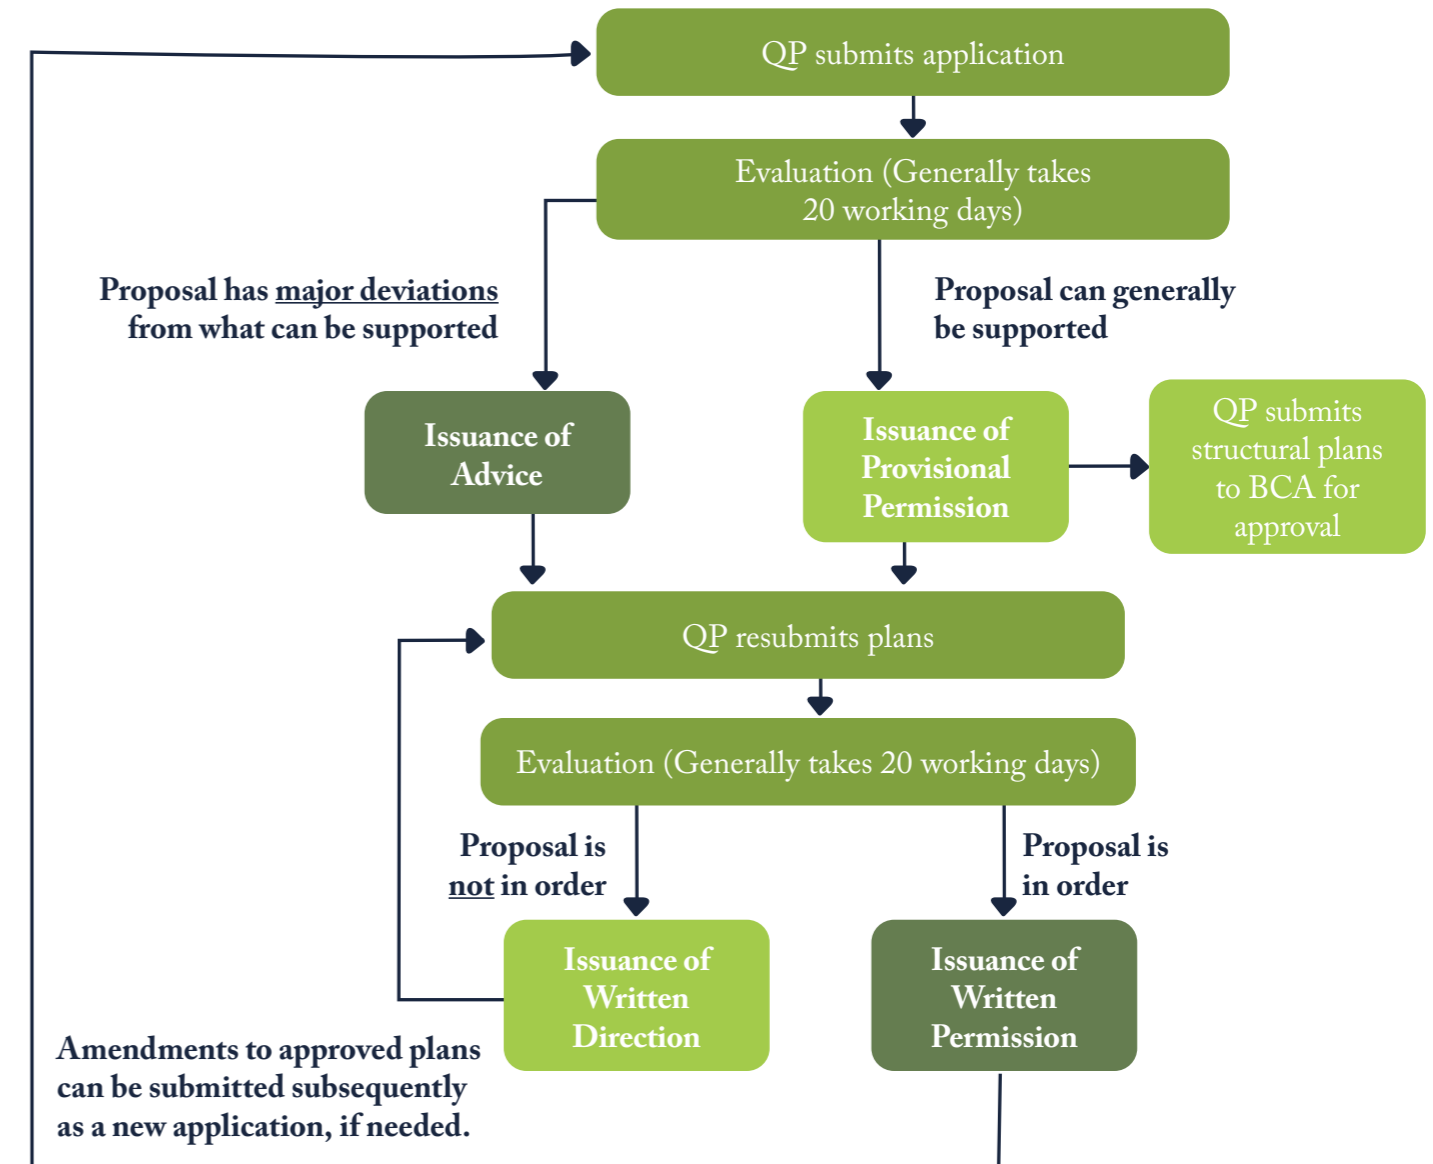 QP submits application
Evaluation (Generally takes
20 working days)
Proposal has major deviations
from what can be supported
Proposal can generally
be supported
Issuance of
Advice
Issuance of
Provisional
Permission
QP submits
structural plans
to BCA for
approval
QP resubmits plans
Evaluation (Generally takes 20 working days)
Proposal is
not in order
Proposal is
in order
Issuance of
Written
Direction
Issuance of
Written
Permission
Amendments to approved plans
can be submitted subsequently
as a new application, if needed.